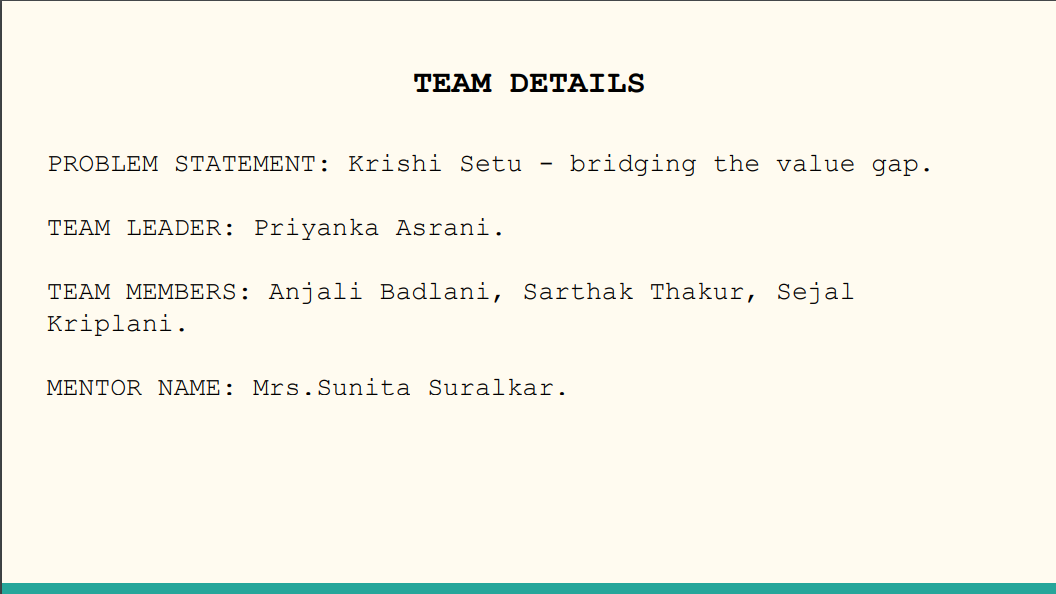 TEAM DETAILS
PROBLEM STATEMENT: Krishi Setu - bridging the value gap.
TEAM LEADER: Priyanka Asrani.
TEAM MEMBERS: Anjali Badlani, Sarthak Thakur, Sejal
Kriplani.
MENTOR NAME: Mrs.Sunita Suralkar.